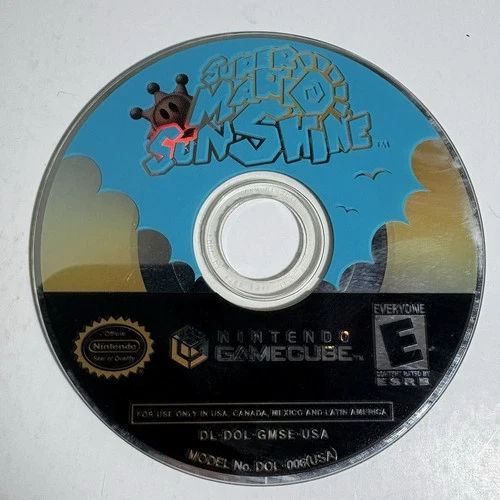 SUPER
MARIO
SUNSHINE
TM
Official
Nintendo
Seal of Quality
NINTENDO
GAMECUBE
TM
EVERYONE
E
CONTENT RATED BY
ESRB
FOR USE ONLY IN USA, CANADA, MEXICO AND LATIN AMERICA
DL-DOL-GMSE-USA
MODEL No. DOL-006(USA)